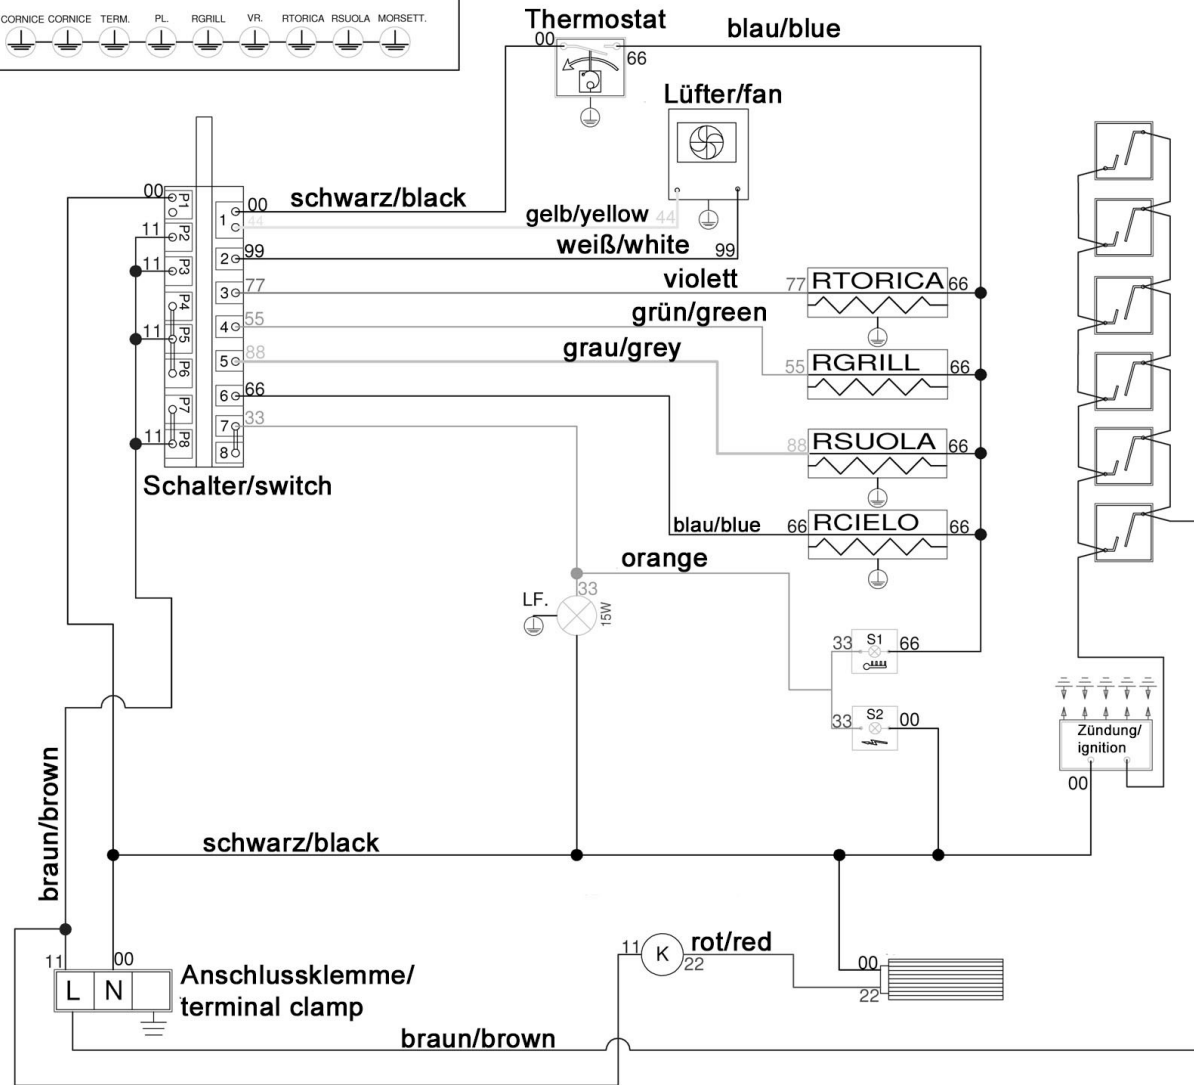 CORNICE CORNICE TERM. PL. RGRILL VR. RTORICA RSUOLA MORSETT.
Thermostat
00
66
blau/blue
Lüfter/fan
00 P1
1 00 schwarz/black
44 gelb/yellow 44
11 P2
2 99 weiß/white 99
11 P3
3 77 violett 77 RTORICA 66
P4
4 55 grün/green
11 P5
5 88 grau/grey 55 RGRILL 66
P6
6 66
P7
7 33
11 P8
8
88 RSUOLA 66
Schalter/switch
blau/blue 66 RCIELO 66
orange
LF. 33
15W
33 S1 66
33 S2 00
Zündung/
ignition
00
braun/brown
schwarz/black
11 00
L N
Anschlussklemme/
terminal clamp
11 K rot/red
22
00
22
braun/brown